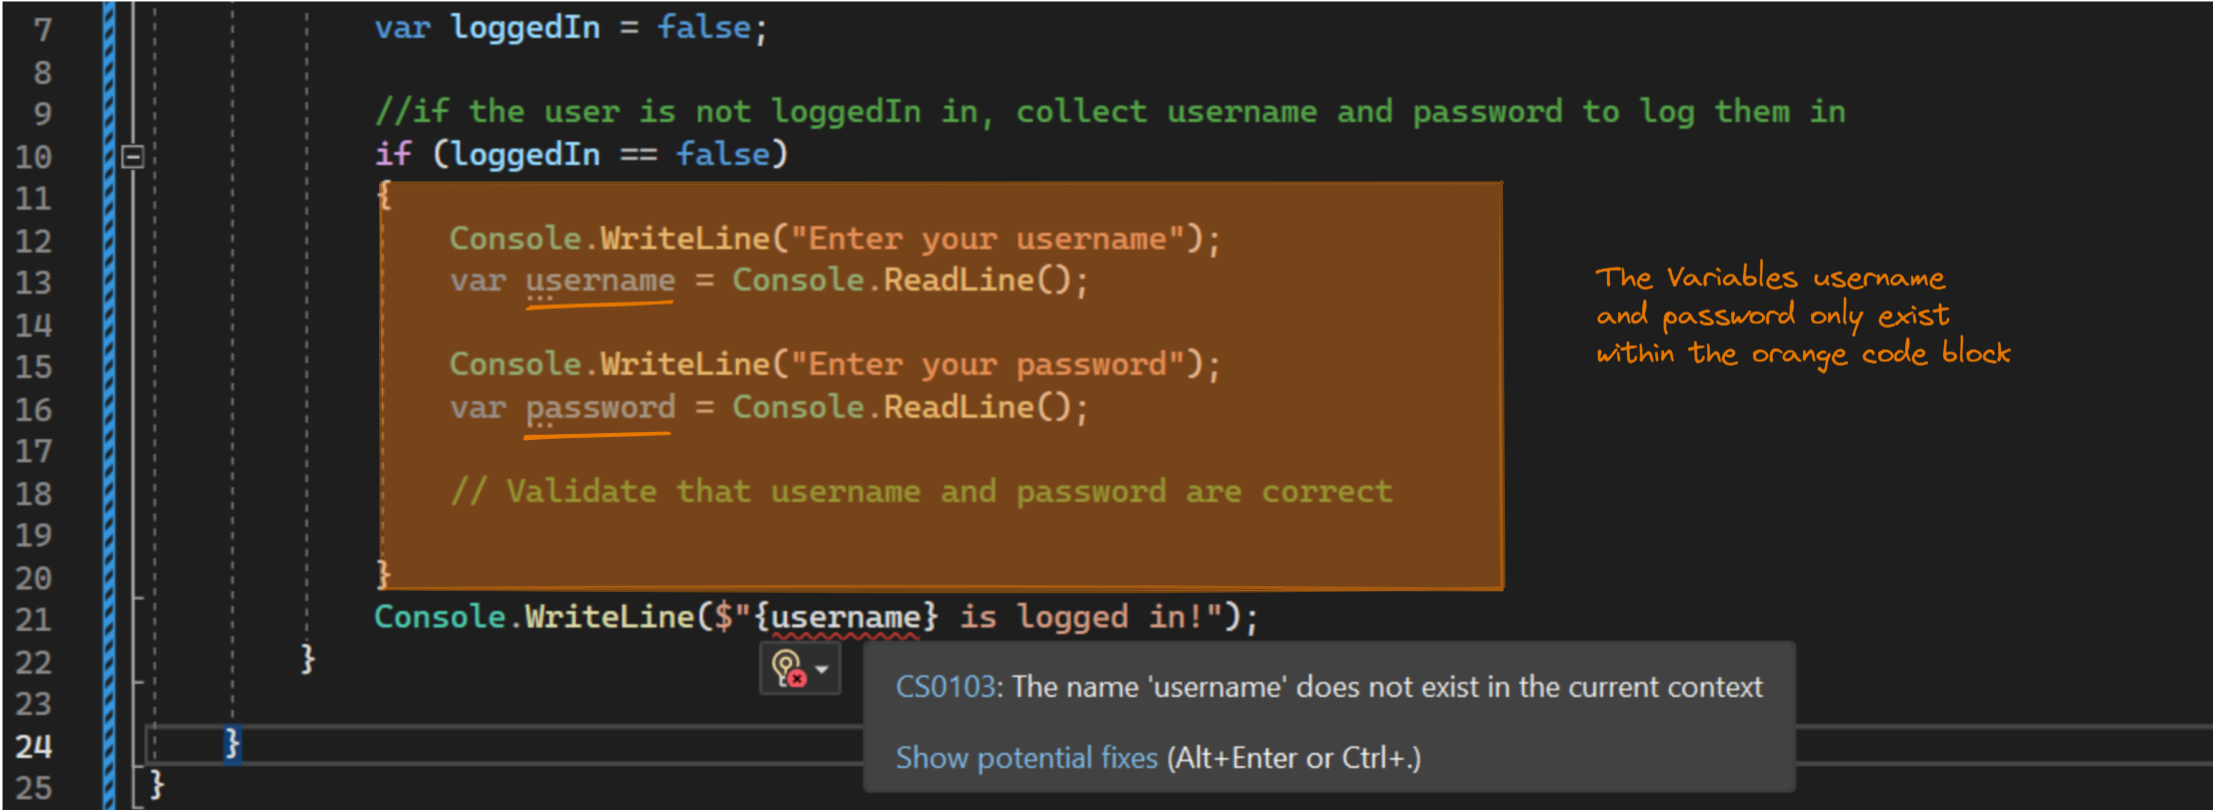 7 var loggedIn = false;
8
9 //if the user is not loggedIn in, collect username and password to log them in
10 if (loggedIn == false)
11 {
12 Console.WriteLine("Enter your username");
13 var username = Console.ReadLine();
14
15 Console.WriteLine("Enter your password");
16 var password = Console.ReadLine();
17
18 // Validate that username and password are correct
19
20 }
21 Console.WriteLine($"{username} is logged in!");
22 }
23
24 }
25 }
The Variables username
and password only exist
within the orange code block
CS0103: The name 'username' does not exist in the current context
Show potential fixes (Alt+Enter or Ctrl+.)